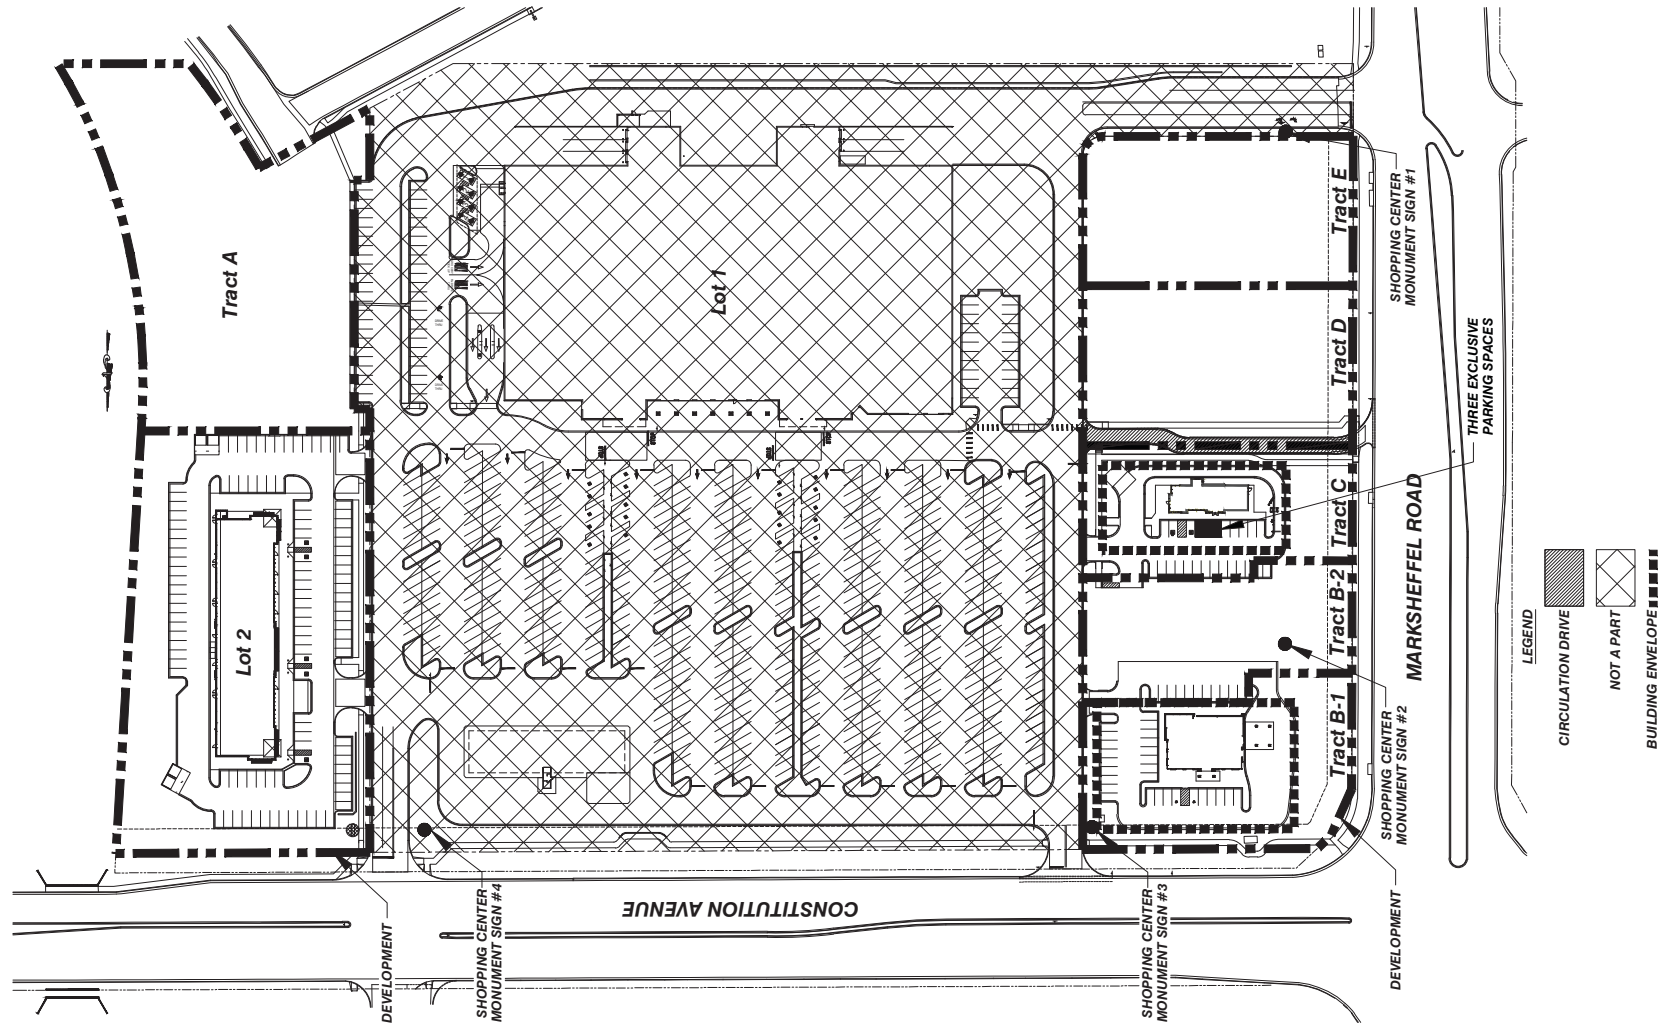 Tract A
Lot 1
Lot 2
Tract E
Tract D
Tract C
Tract B-2
Tract B-1
SHOPPING CENTER
MONUMENT SIGN #1
THREE EXCLUSIVE
PARKING SPACES
MARKSHEFFEL ROAD
SHOPPING CENTER
MONUMENT SIGN #2
DEVELOPMENT
SHOPPING CENTER
MONUMENT SIGN #3
CONSTITUTION AVENUE
SHOPPING CENTER
MONUMENT SIGN #4
DEVELOPMENT
LEGEND
CIRCULATION DRIVE
NOT A PART
BUILDING ENVELOPE